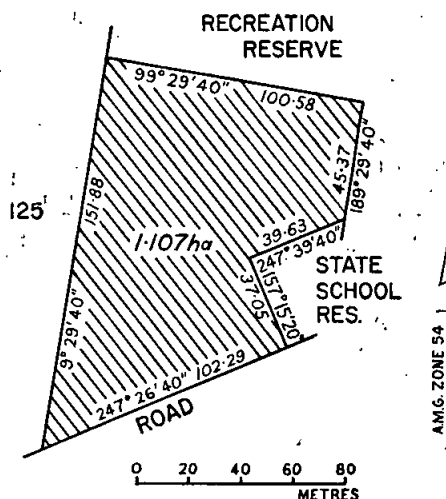 RECREATION
RESERVE
99° 29' 40"
100·58
45·37
189° 29' 40"
125
151·88
9° 29' 40"
1·107ha
39·63
247° 39' 40"
37·05
157° 15' 20"
STATE
SCHOOL
RES.
247° 26' 40" 102·29
ROAD
A.M.G. ZONE 54
0 20 40 60 80
METRES